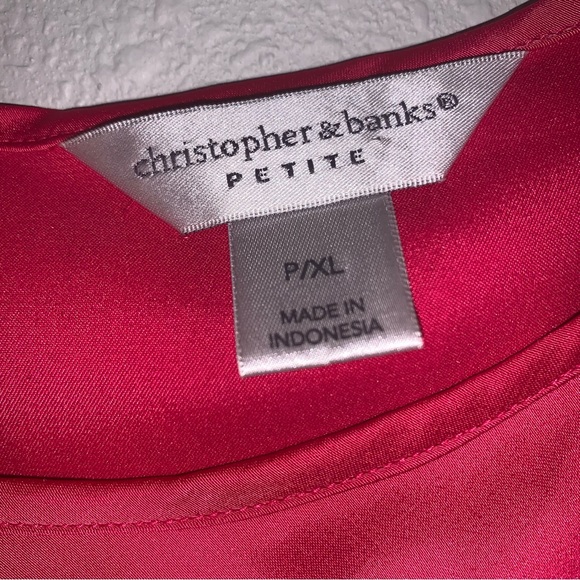 christopher & banks®
PETITE
P/XL
MADE IN
INDONESIA